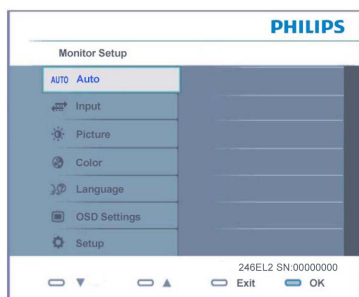 PHILIPS
Monitor Setup
AUTO Auto
Input
Picture
Color
Language
OSD Settings
Setup
246EL2 SN:00000000
Exit OK